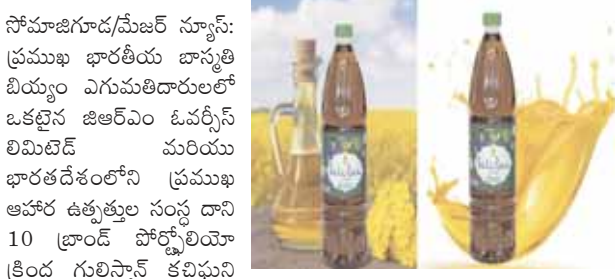 సోమాజిగూడ/మేజర్ న్యూస్:
ప్రముఖ భారతీయ బాస్మతి
బియ్యం ఎగుమతిదారులలో
ఒకటైన జిఆర్ఎం ఓవర్సీస్
లిమిటెడ్ మరియు
భారతదేశంలోని ప్రముఖ
ఆహార ఉత్పత్తుల సంస్థ దాని
10 బ్రాండ్ పోర్ట్ఫోలియో
క్రింద గులిస్తాన్ కచిఘని